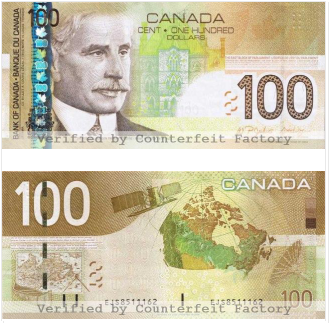 100
CANADA
CENT • ONE HUNDRED
DOLLARS
BANK OF CANADA • BANQUE DU CANADA
100
Verified by Counterfeit Factory
100
CANADA
EJS8511162
EJS8511162
100
Verified by Counterfeit Factory